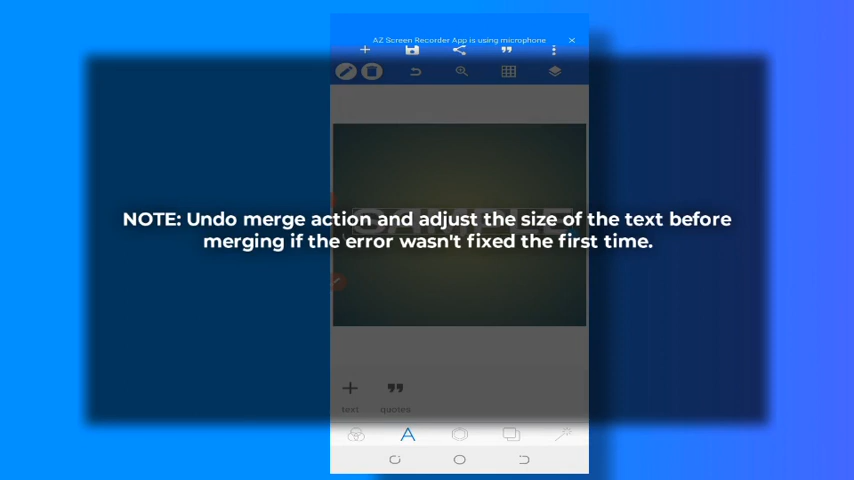 AZ Screen Recorder App is using microphone
SAMPLE
NOTE: Undo merge action and adjust the size of the text before
merging if the error wasn't fixed the first time.
text quotes